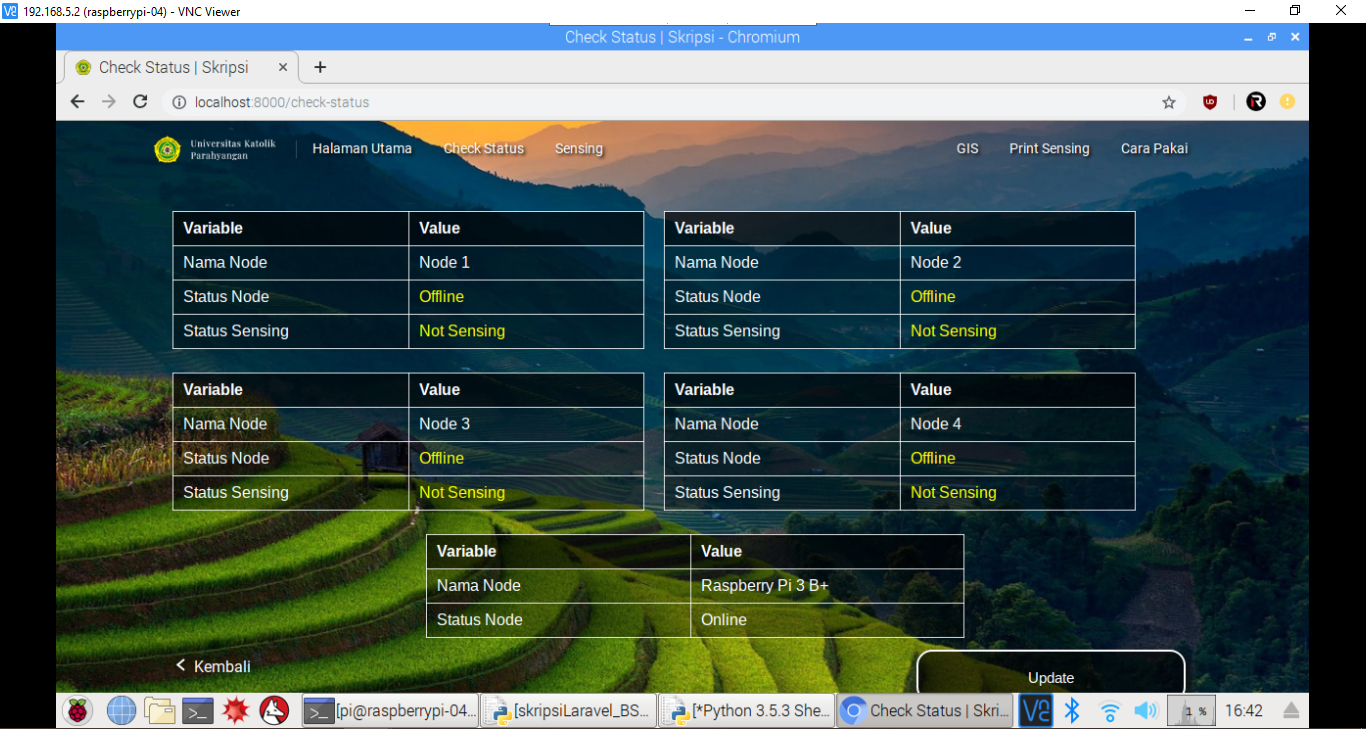 192.168.5.2 (raspberrypi-04) - VNC Viewer
Check Status | Skripsi - Chromium
Check Status | Skripsi
localhost:8000/check-status
Universitas Katolik
Parahyangan
Halaman Utama Check Status Sensing GIS Print Sensing Cara Pakai
Variable Value Variable Value
Nama Node Node 1 Nama Node Node 2
Status Node Offline Status Node Offline
Status Sensing Not Sensing Status Sensing Not Sensing
Variable Value Variable Value
Nama Node Node 3 Nama Node Node 4
Status Node Offline Status Node Offline
Status Sensing Not Sensing Status Sensing Not Sensing
Variable Value
Nama Node Raspberry Pi 3 B+
Status Node Online
Kembali Update
[pi@raspberrypi-04... [skripsiLaravel_BS... [*Python 3.5.3 She... Check Status | Skri... 1 % 16:42